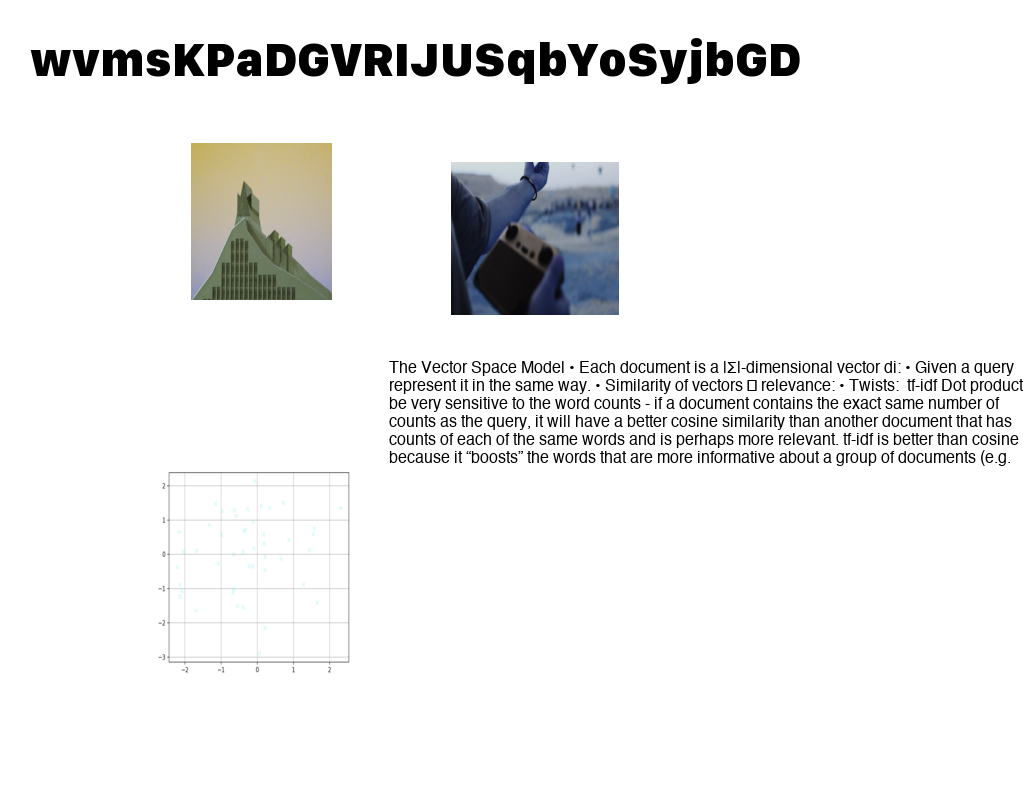 wvmsKPaDGVRIJUSqbYoSyjbGD
The Vector Space Model • Each document is a |Σ|-dimensional vector di: • Given a query
represent it in the same way. • Similarity of vectors □ relevance: • Twists:  tf-idf Dot product
be very sensitive to the word counts - if a document contains the exact same number of
counts as the query, it will have a better cosine similarity than another document that has
counts of each of the same words and is perhaps more relevant. tf-idf is better than cosine
because it “boosts” the words that are more informative about a group of documents (e.g.
2
1
0
−1
−2
−3
−2 −1 0 1 2